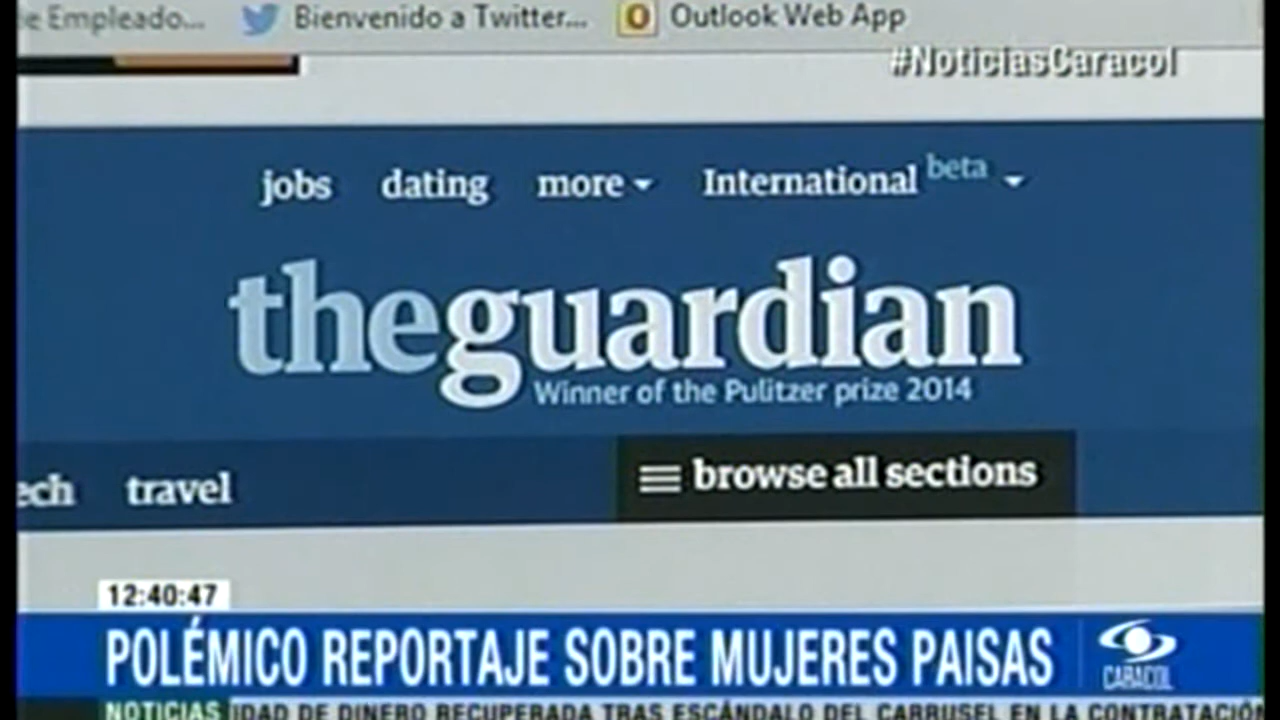 e Empleado... Bienvenido a Twitter... Outlook Web App
#NoticiasCaracol
jobs dating more International beta
theguardian
Winner of the Pulitzer prize 2014
ech travel browse all sections
12:40:47
POLÉMICO REPORTAJE SOBRE MUJERES PAISAS
CARACOL
NOTICIAS IDAD DE DINERO RECUPERADA TRAS ESCÁNDALO DEL CARRUSEL EN LA CONTRATACIÓN